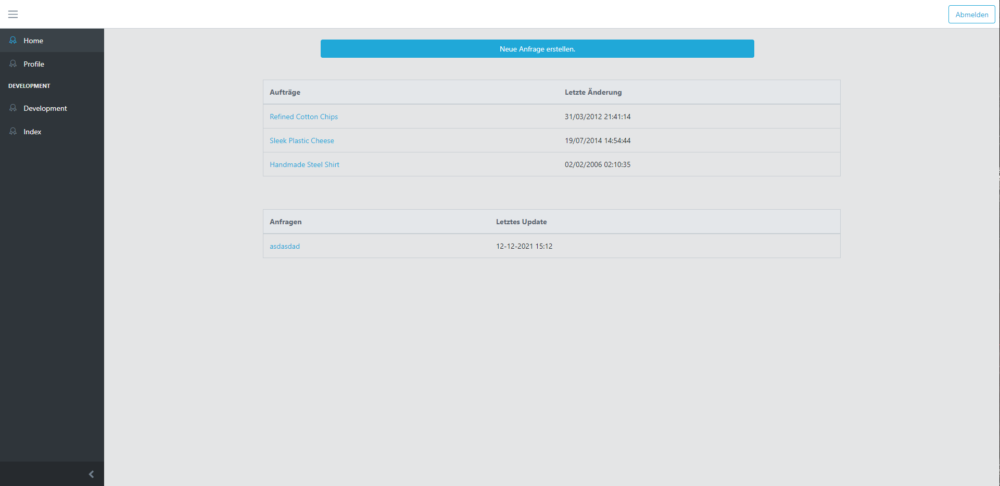 Abmelden
Home
Profile
DEVELOPMENT
Development
Index
Neue Anfrage erstellen.
Aufträge Letzte Änderung
Refined Cotton Chips 31/03/2012 21:41:14
Sleek Plastic Cheese 19/07/2014 14:54:44
Handmade Steel Shirt 02/02/2006 02:10:35
Anfragen Letztes Update
asdasdad 12-12-2021 15:12